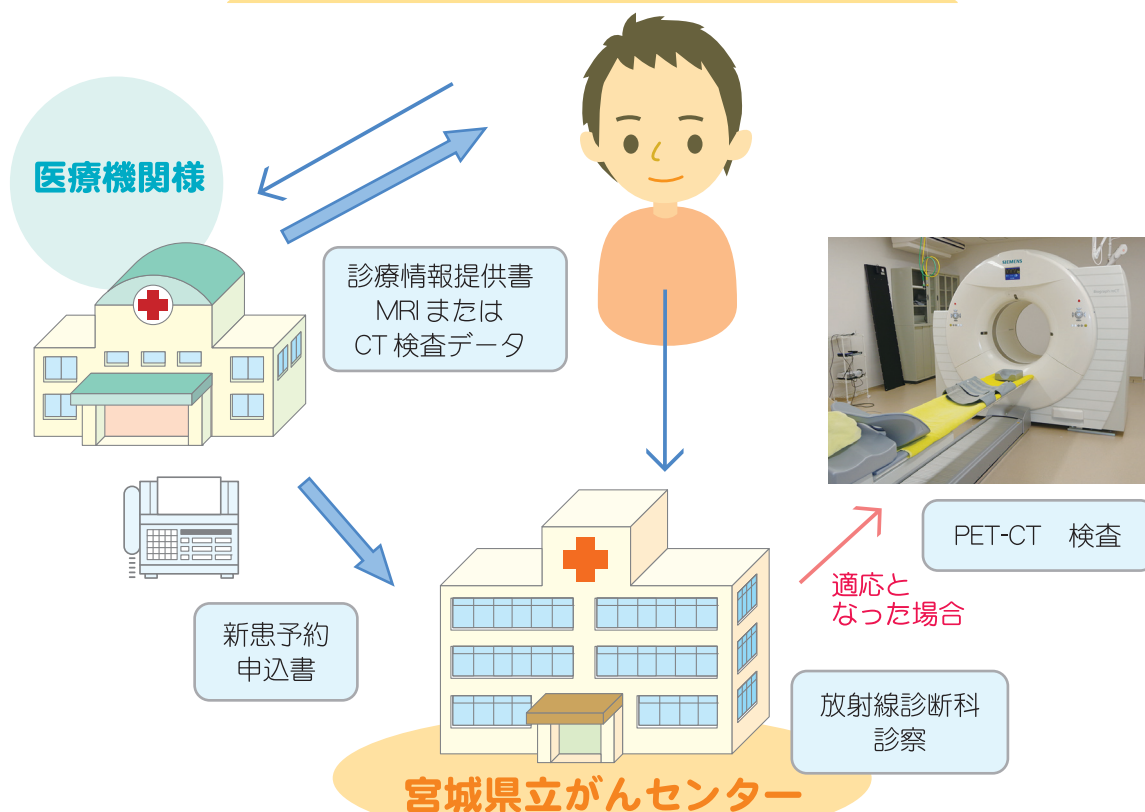 医療機関様
診療情報提供書
MRIまたは
CT検査データ
SIEMENS
PET-CT 検査
適応と
なった場合
新患予約
申込書
放射線診断科
診察
宮城県立がんセンター